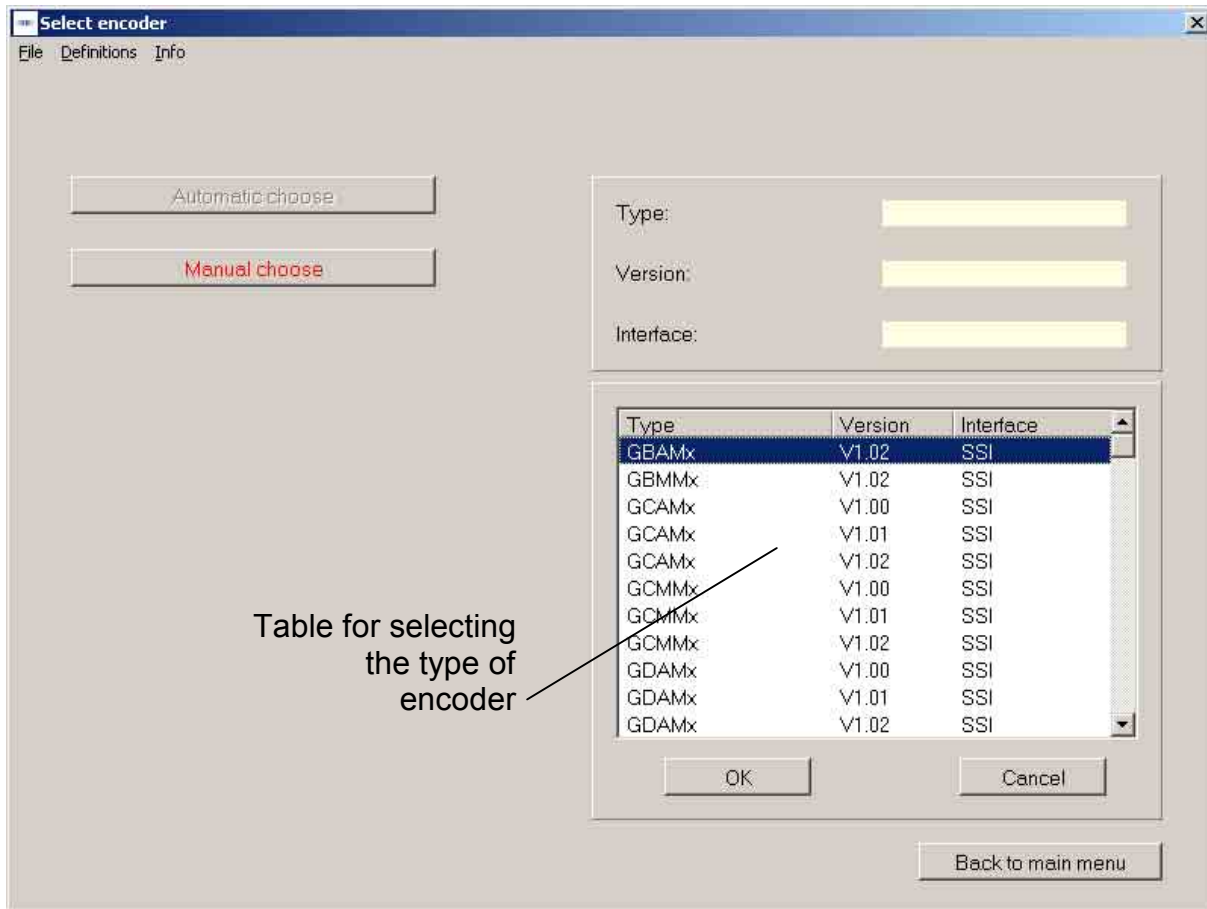 Select encoder
File Definitions Info
Automatic choose
Manual choose
Type:
Version:
Interface:
Type Version Interface
GBAMx V1.02 SSI
GBMMx V1.02 SSI
GCAMx V1.00 SSI
GCAMx V1.01 SSI
GCAMx V1.02 SSI
GCMMx V1.00 SSI
GCMMx V1.01 SSI
GCMMx V1.02 SSI
GDAMx V1.00 SSI
GDAMx V1.01 SSI
GDAMx V1.02 SSI
Table for selecting
the type of
encoder
OK Cancel
Back to main menu